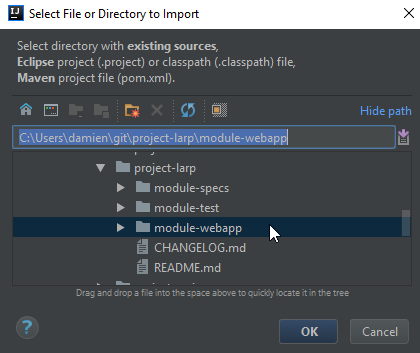 IJ
Select File or Directory to Import
Select directory with existing sources,
Eclipse project (.project) or classpath (.classpath) file,
Maven project file (pom.xml).
Hide path
C:\Users\damien\git\project-larp\module-webapp
project-larp
module-specs
module-test
module-webapp
CHANGELOG.md
README.md
Drag and drop a file into the space above to quickly locate it in the tree
?
OK
Cancel